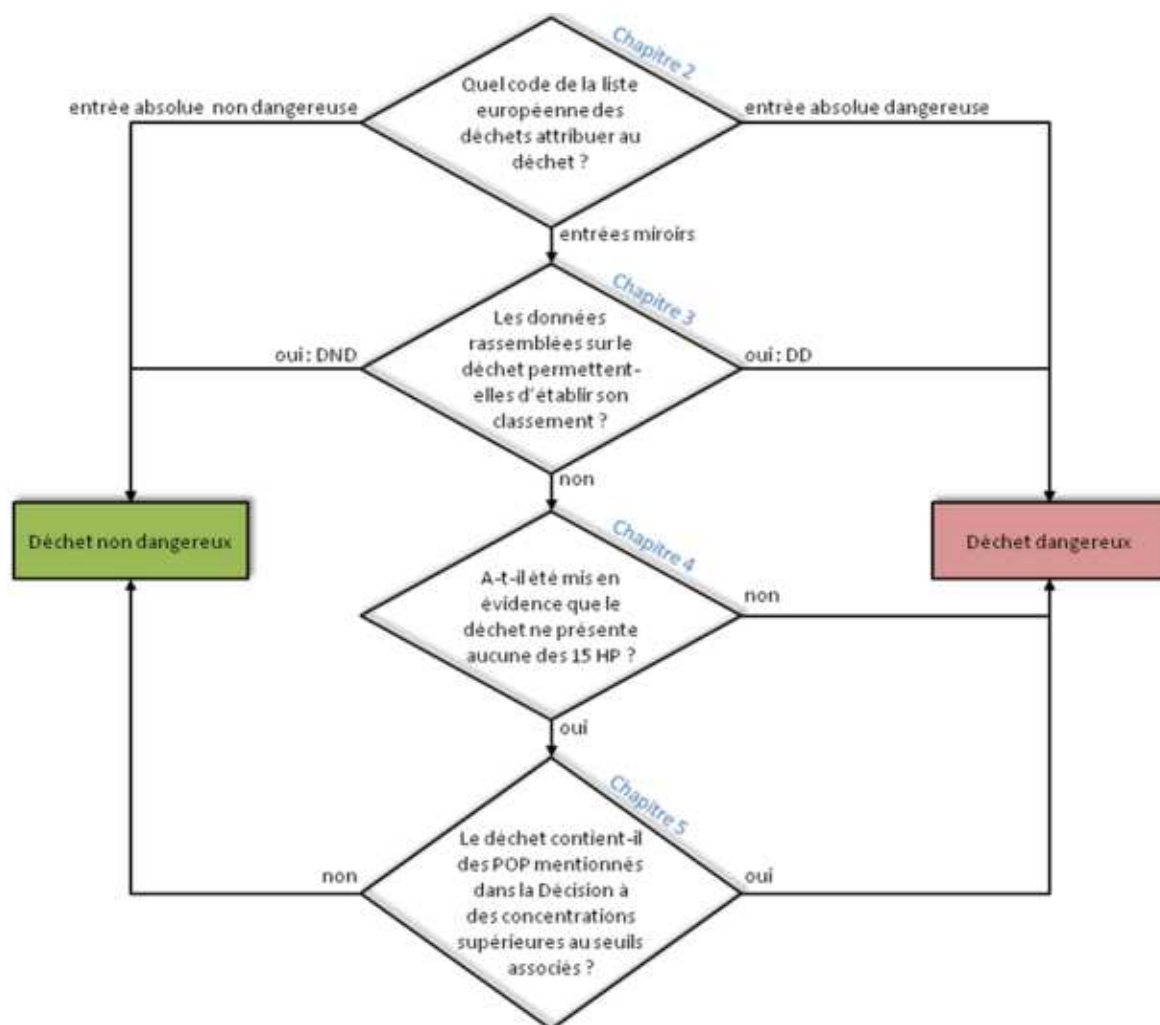 Chapitre 2
Quel code de la liste
européenne des
déchets attribuer au
déchet ?
entrée absolue non dangereuse
entrée absolue dangereuse
entrées miroirs
Chapitre 3
Les données
rassemblées sur le
déchet permettent-
elles d'établir son
classement ?
oui : DND
oui : DD
non
Déchet non dangereux
Déchet dangereux
Chapitre 4
A-t-il été mis en
évidence que le
déchet ne présente
aucune des 15 HP ?
non
oui
Chapitre 5
Le déchet contient-il
des POP mentionnés
dans la Décision à
des concentrations
supérieures au seuils
associés ?
non
oui